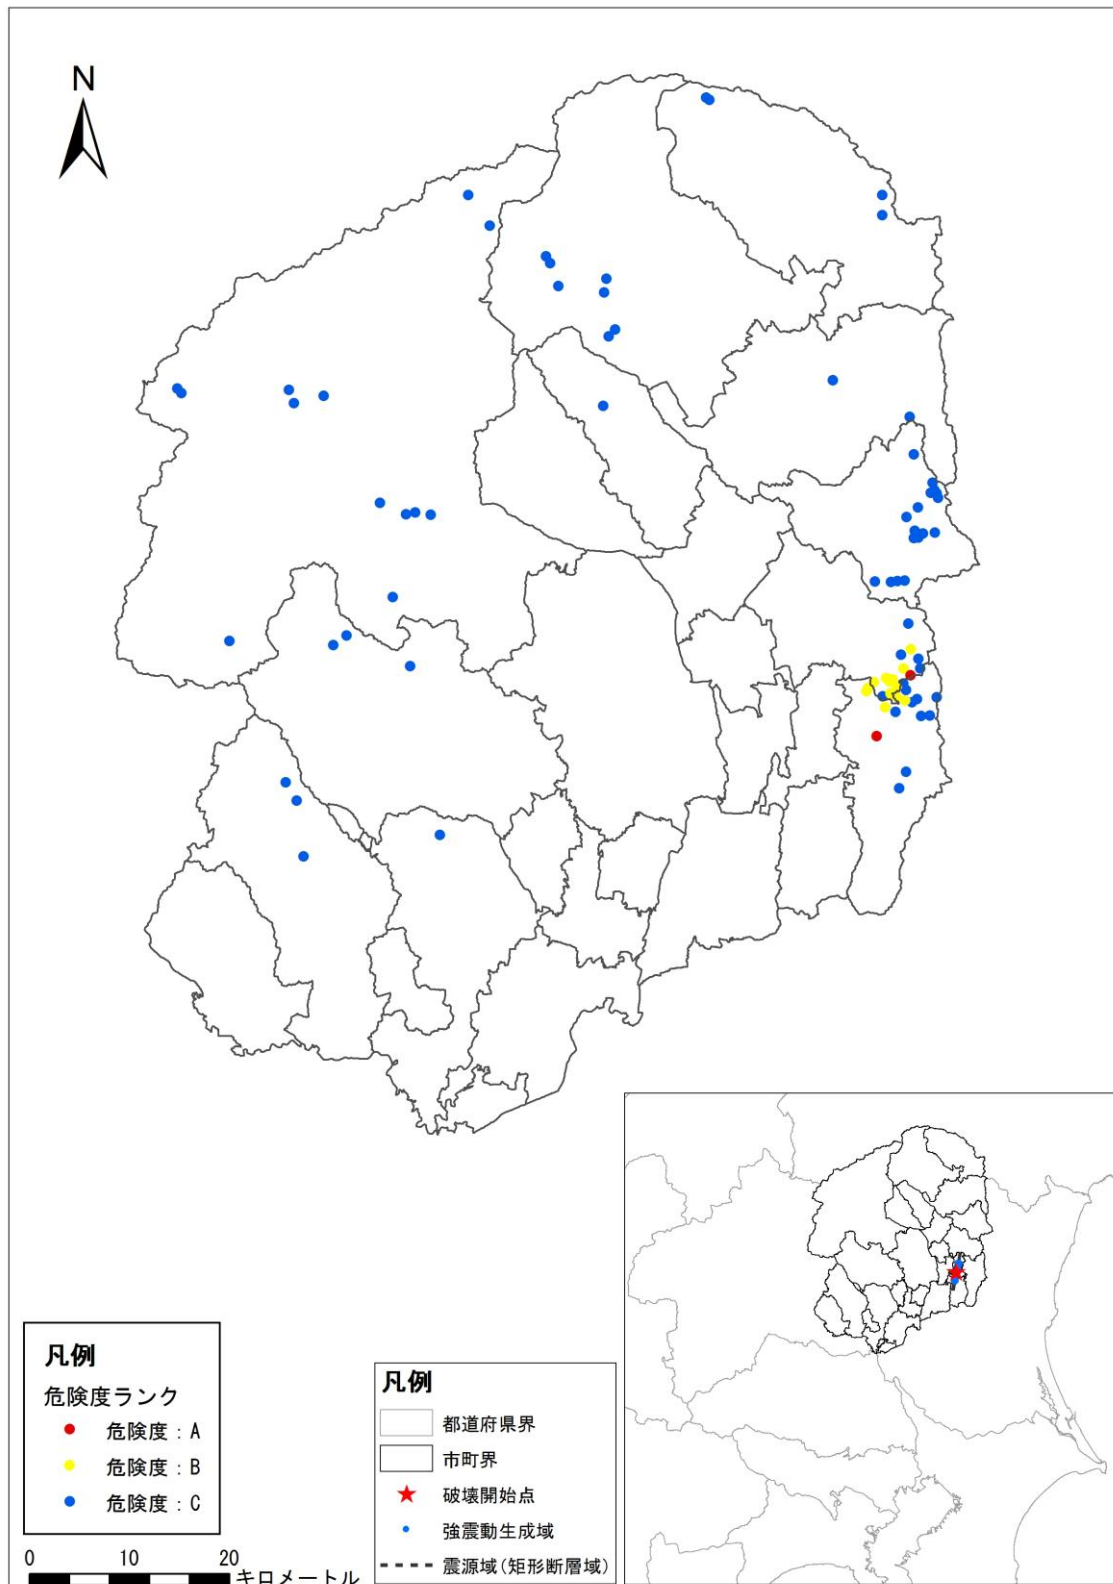 N
凡例
危険度ランク
危険度：A
危険度：B
危険度：C
0 10 20
キロメートル
凡例
都道府県界
市町界
破壊開始点
強震動生成域
震源域(矩形断層域)